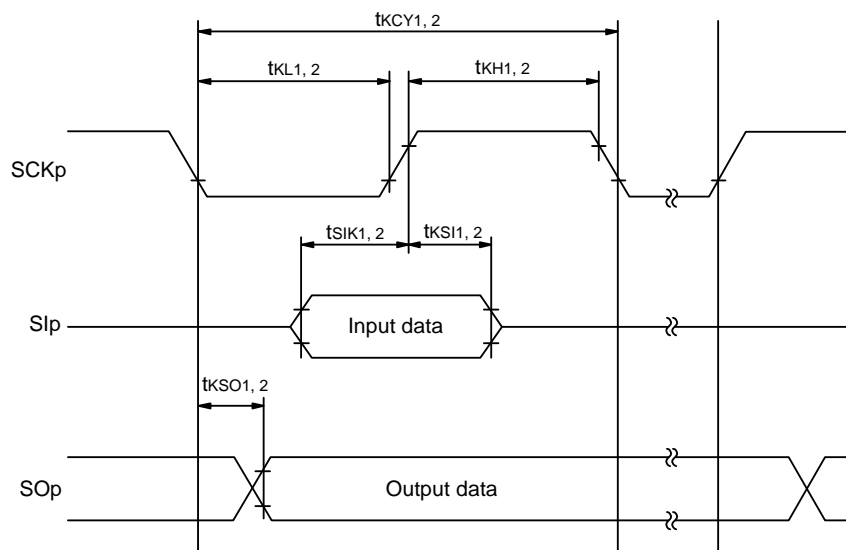 tKCY1, 2
tKL1, 2
tKH1, 2
SCKp
tSIK1, 2
tKSI1, 2
SIp
Input data
tKSO1, 2
SOp
Output data